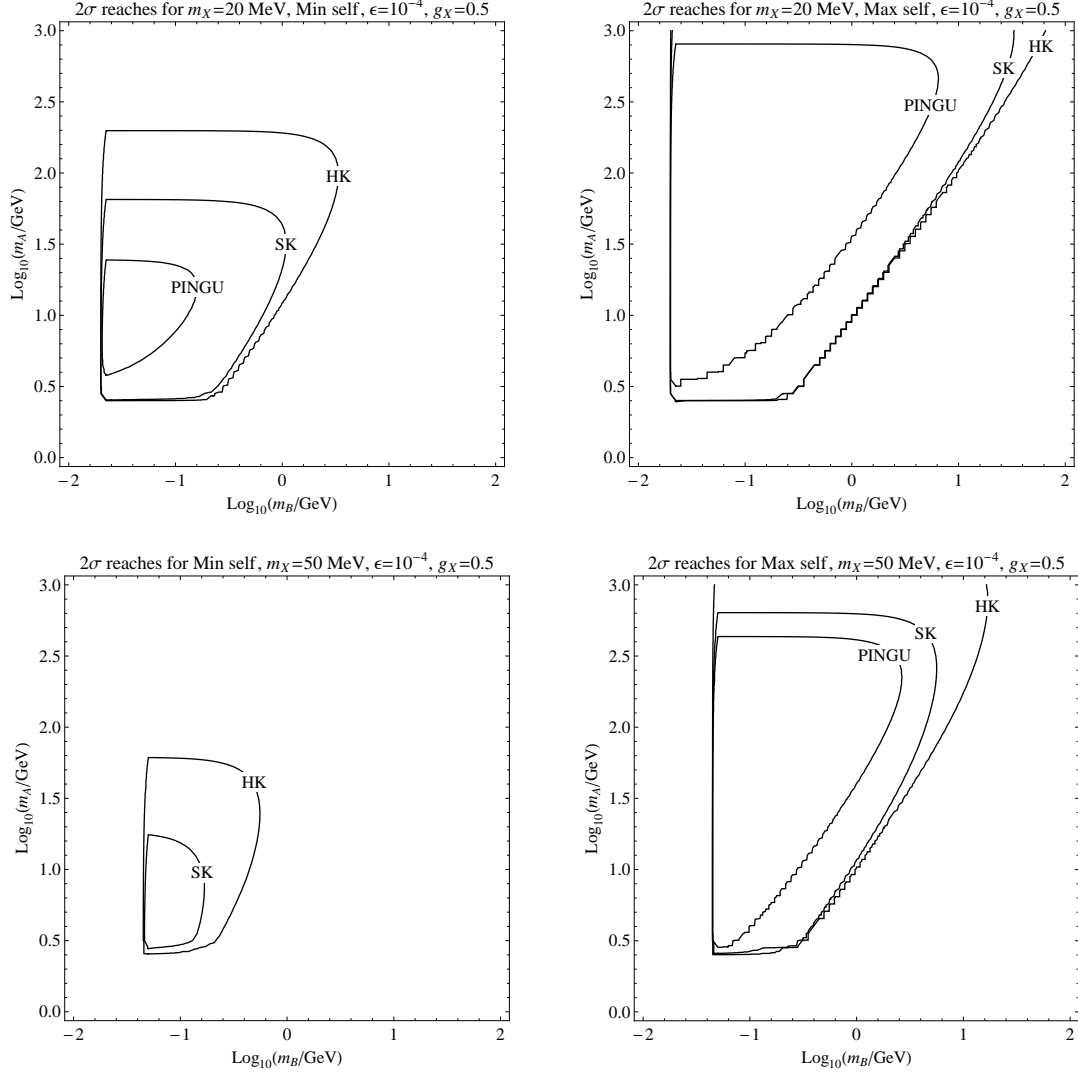 2σ reaches for m_X=20 MeV, Min self, ϵ=10^-4, g_X=0.5
3.0
2.5
2.0
1.5
1.0
0.5
0.0
Log10(m_A/GeV)
HK
SK
PINGU
−2
−1
0
1
2
Log10(m_B/GeV)
2σ reaches for m_X=20 MeV, Max self, ϵ=10^-4, g_X=0.5
3.0
2.5
2.0
1.5
1.0
0.5
0.0
Log10(m_A/GeV)
HK
SK
PINGU
−2
−1
0
1
2
Log10(m_B/GeV)
2σ reaches for Min self, m_X=50 MeV, ϵ=10^-4, g_X=0.5
3.0
2.5
2.0
1.5
1.0
0.5
0.0
Log10(m_A/GeV)
HK
SK
−2
−1
0
1
2
Log10(m_B/GeV)
2σ reaches for Max self, m_X=50 MeV, ϵ=10^-4, g_X=0.5
3.0
2.5
2.0
1.5
1.0
0.5
0.0
Log10(m_A/GeV)
HK
SK
PINGU
−2
−1
0
1
2
Log10(m_B/GeV)